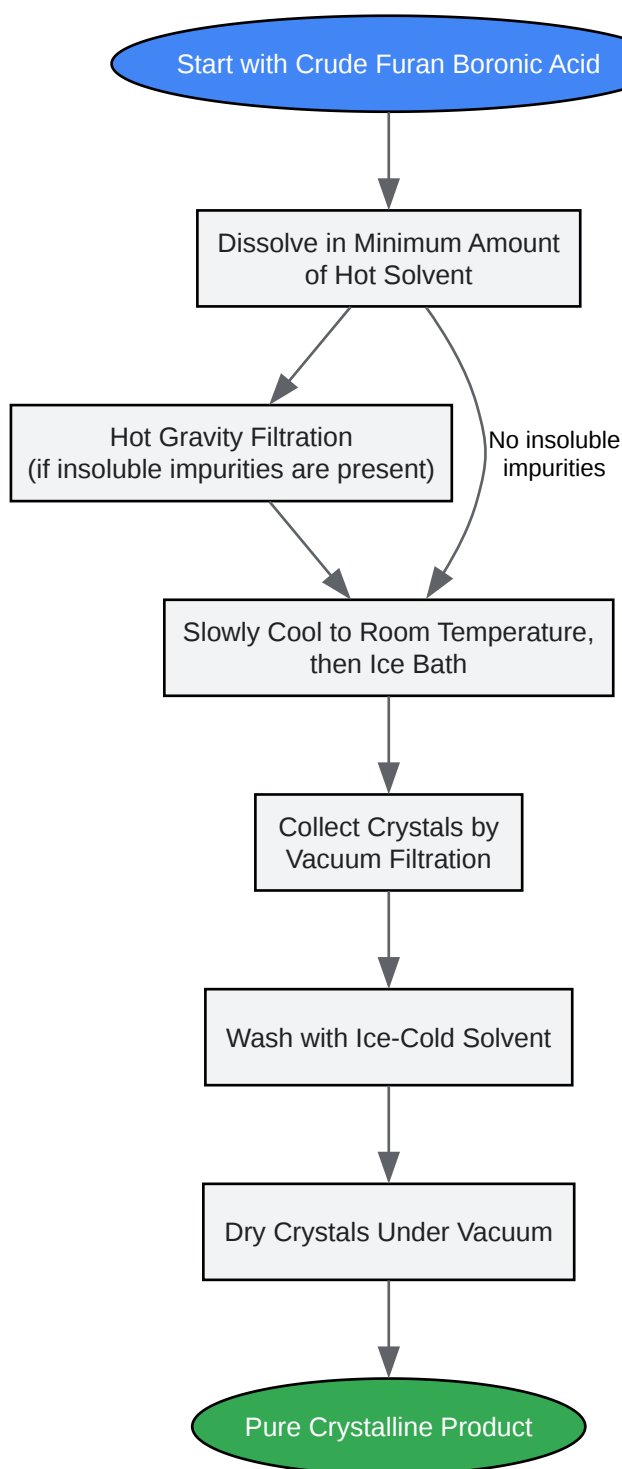 Start with Crude Furan Boronic Acid
Dissolve in Minimum Amount
of Hot Solvent
Hot Gravity Filtration
(if insoluble impurities are present)
No insoluble
impurities
Slowly Cool to Room Temperature,
then Ice Bath
Collect Crystals by
Vacuum Filtration
Wash with Ice-Cold Solvent
Dry Crystals Under Vacuum
Pure Crystalline Product